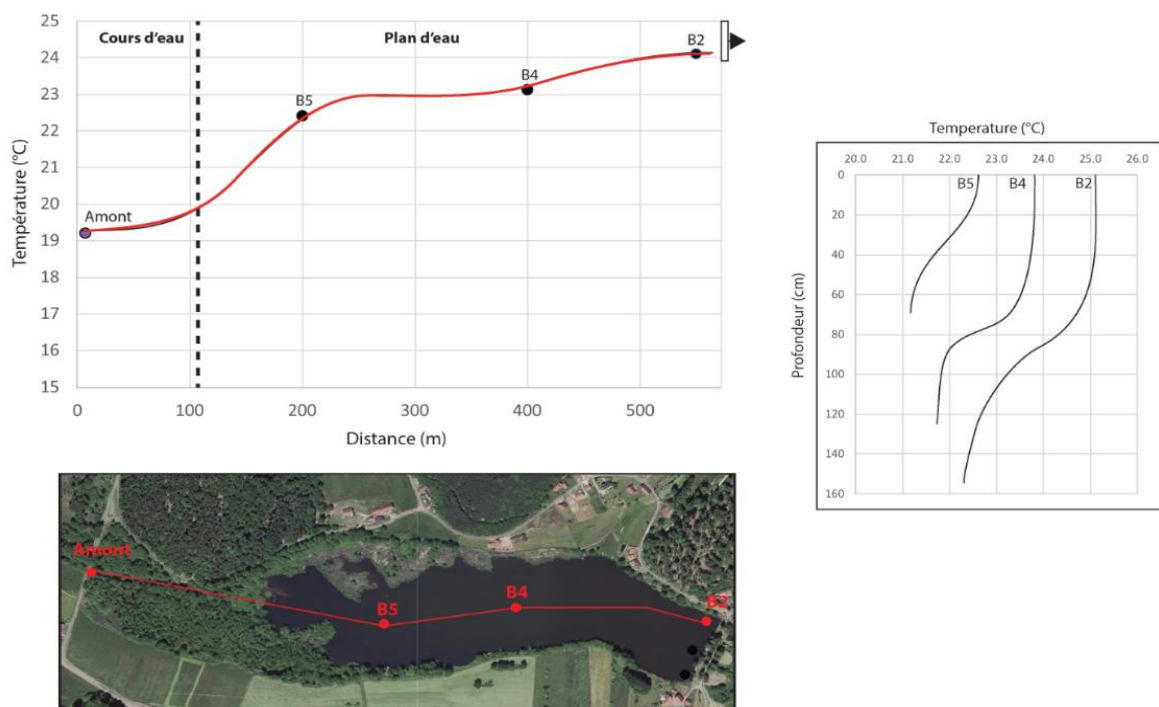 25
24
23
22
21
20
19
18
17
16
15
Température (°C)
Cours d'eau
Plan d'eau
Amont
B5
B4
B2
0 100 200 300 400 500
Distance (m)
Temperature (°C)
20.0 21.0 22.0 23.0 24.0 25.0 26.0
0
20
40
60
80
100
120
140
160
Profondeur (cm)
B5 B4 B2
Amont
B5
B4
B2